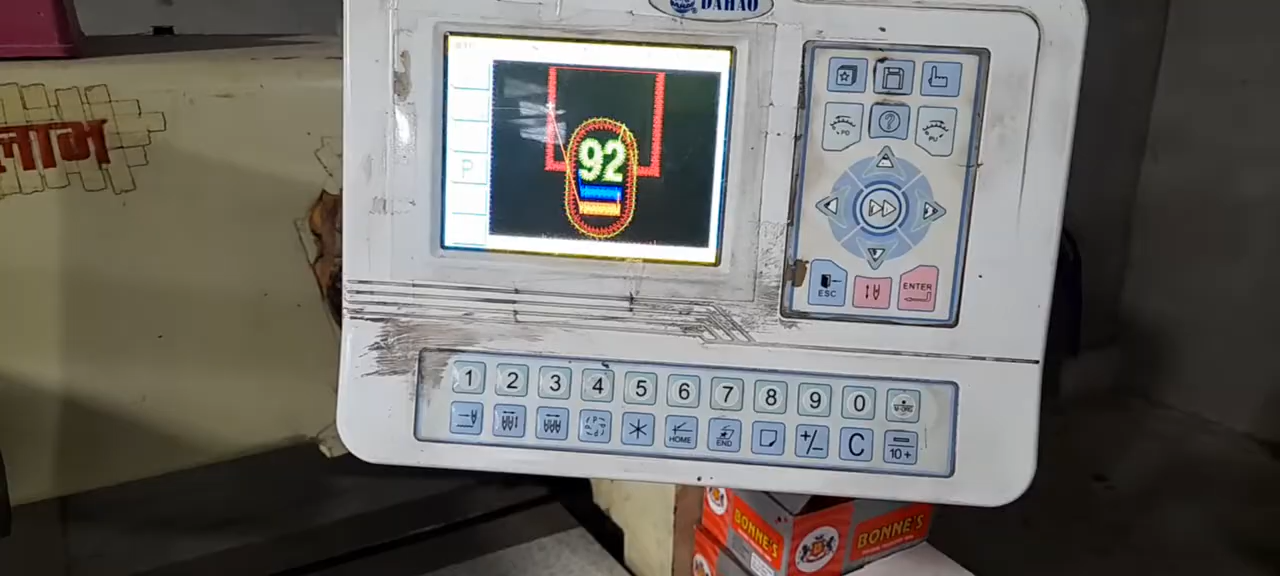 DAHAO
P
92
PD
?
PU
ESC
ENTER
1 2 3 4 5 6 7 8 9 0
M-ORG
HOME
END
+/-
C
10+
BONNE'S
BONNE'S